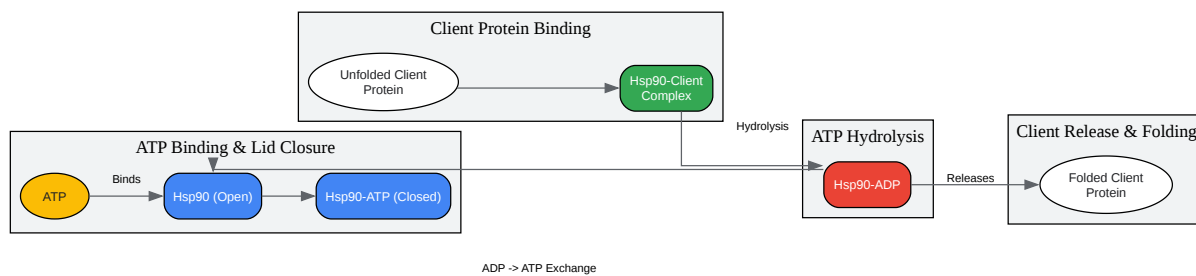 Client Protein Binding
Unfolded Client
Protein
Hsp90-Client
Complex
Hydrolysis
ATP Binding & Lid Closure
ATP
Binds
Hsp90 (Open)
Hsp90-ATP (Closed)
ATP Hydrolysis
Hsp90-ADP
Releases
Client Release & Folding
Folded Client
Protein
ADP -> ATP Exchange